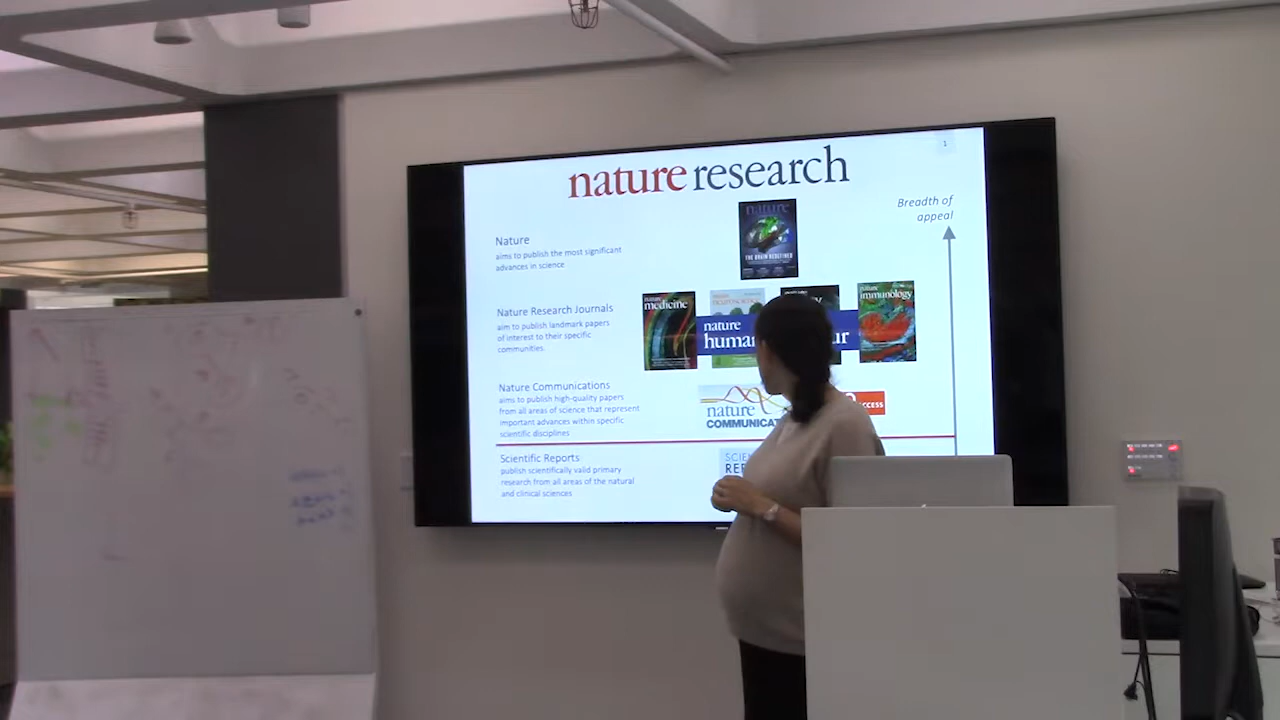 nature research
1
Breadth of
appeal
Nature
aims to publish the most significant
advances in science
nature
THE BRAIN REDEFINED
Nature Research Journals
aim to publish landmark papers
of interest to their specific
communities.
nature
medicine
neuroscience
nature
immunology
nature
Nature Communications
aims to publish high-quality papers
from all areas of science that represent
important advances within specific
scientific disciplines
nature
Scientific Reports
publish scientifically valid primary
research from all areas of the natural
and clinical sciences